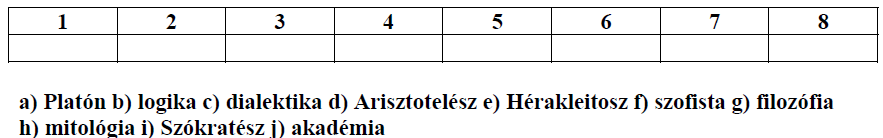 1 2 3 4 5 6 7 8
a) Platón b) logika c) dialektika d) Arisztotelész e) Hérakleitosz f) szofista g) filozófia
h) mitológia i) Szókratész j) akadémia